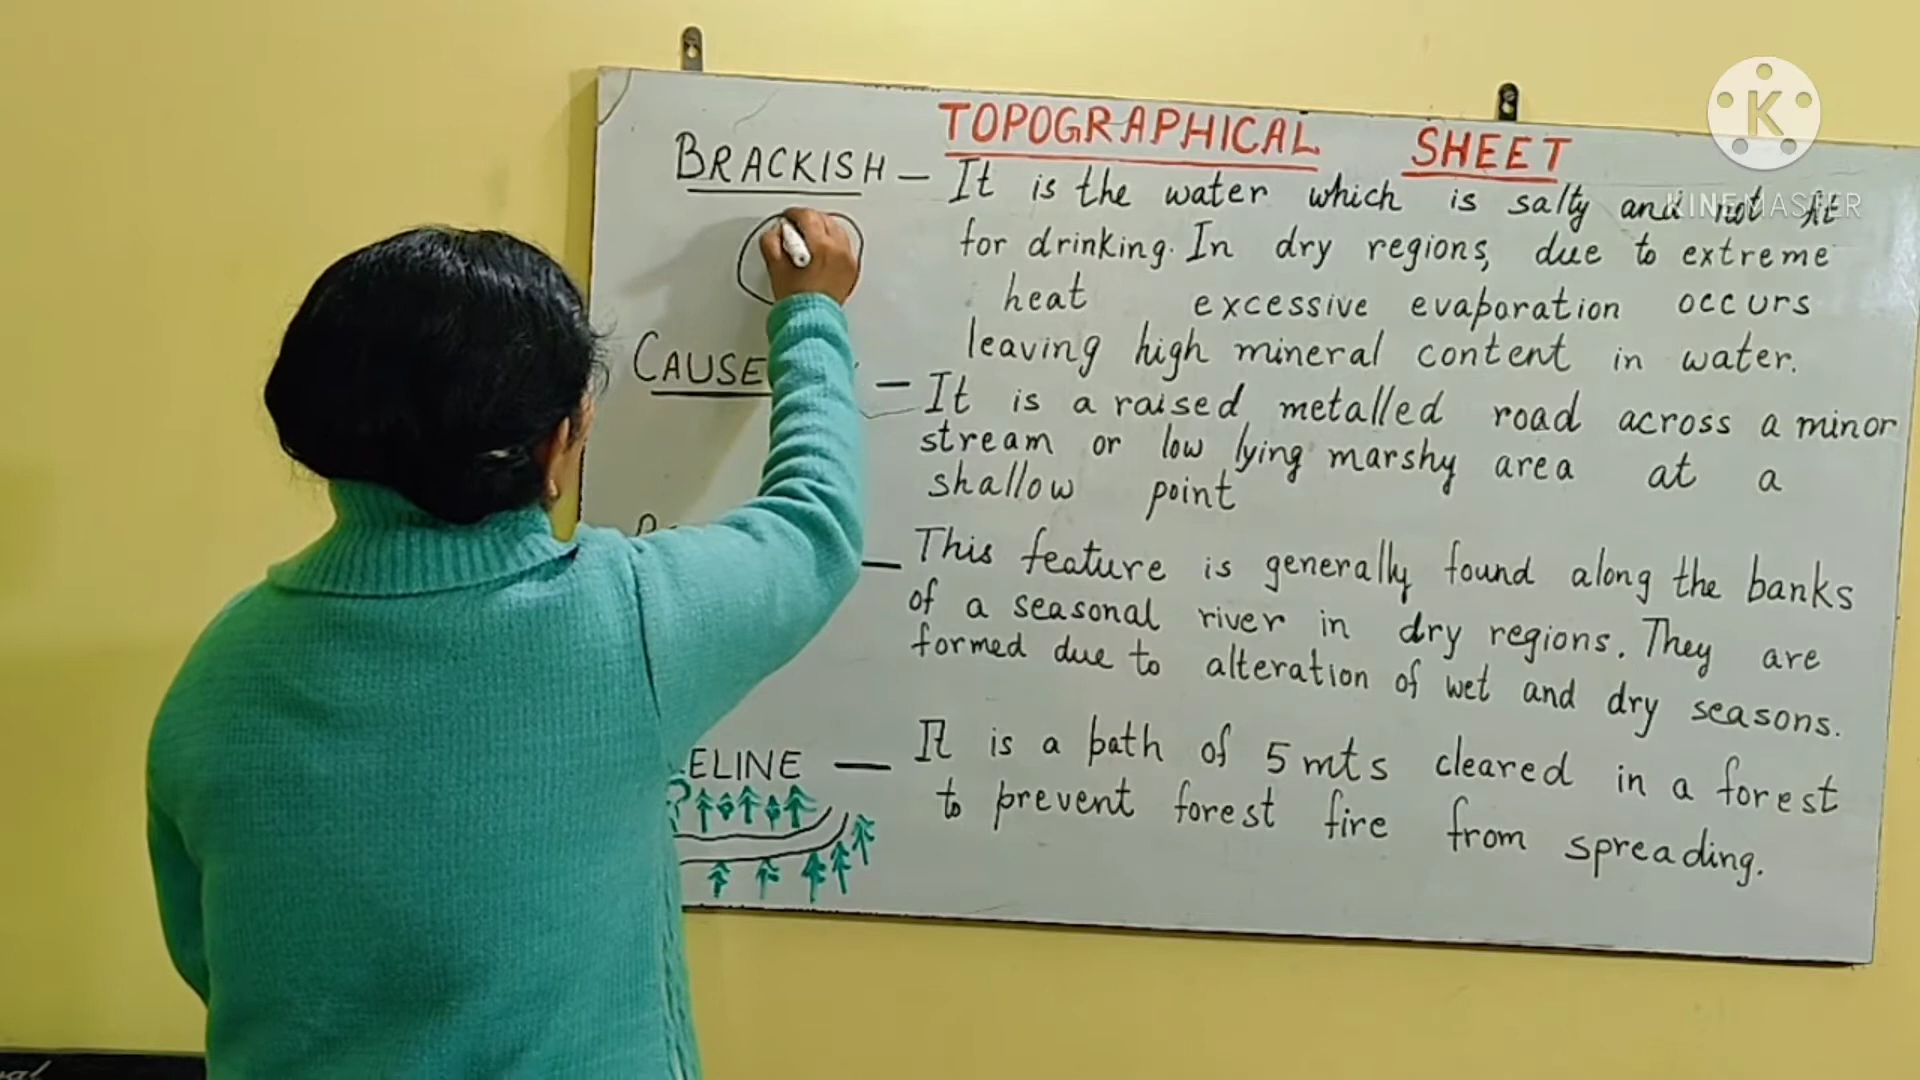 TOPOGRAPHICAL SHEET
BRACKISH – It is the water which is salty and not fit
for drinking. In dry regions, due to extreme
heat excessive evaporation occurs
leaving high mineral content in water.
CAUSE – It is a raised metalled road across a minor
stream or low lying marshy area at a
shallow point
– This feature is generally found along the banks
of a seasonal river in dry regions. They are
formed due to alteration of wet and dry seasons.
ELINE – It is a path of 5 mts cleared in a forest
to prevent forest fire from spreading.
K
KINEMASTER